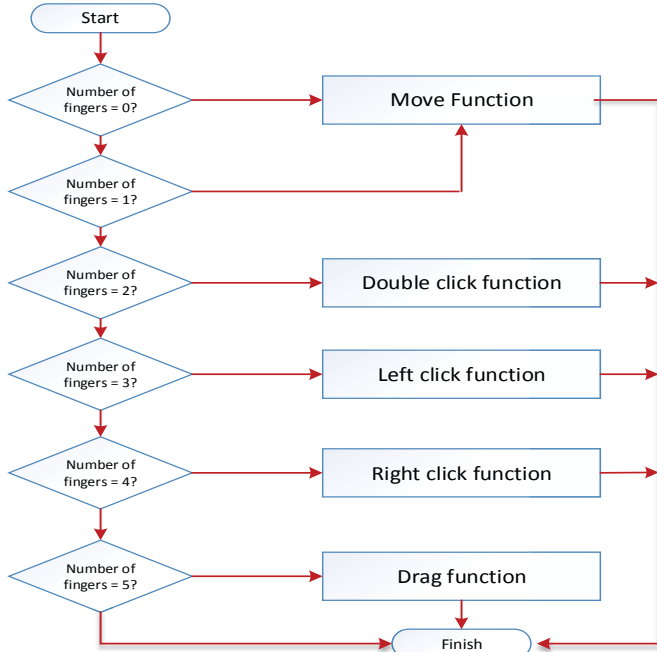 Start
Number of
fingers = 0?
Move Function
Number of
fingers = 1?
Number of
fingers = 2?
Double click function
Number of
fingers = 3?
Left click function
Number of
fingers = 4?
Right click function
Number of
fingers = 5?
Drag function
Finish